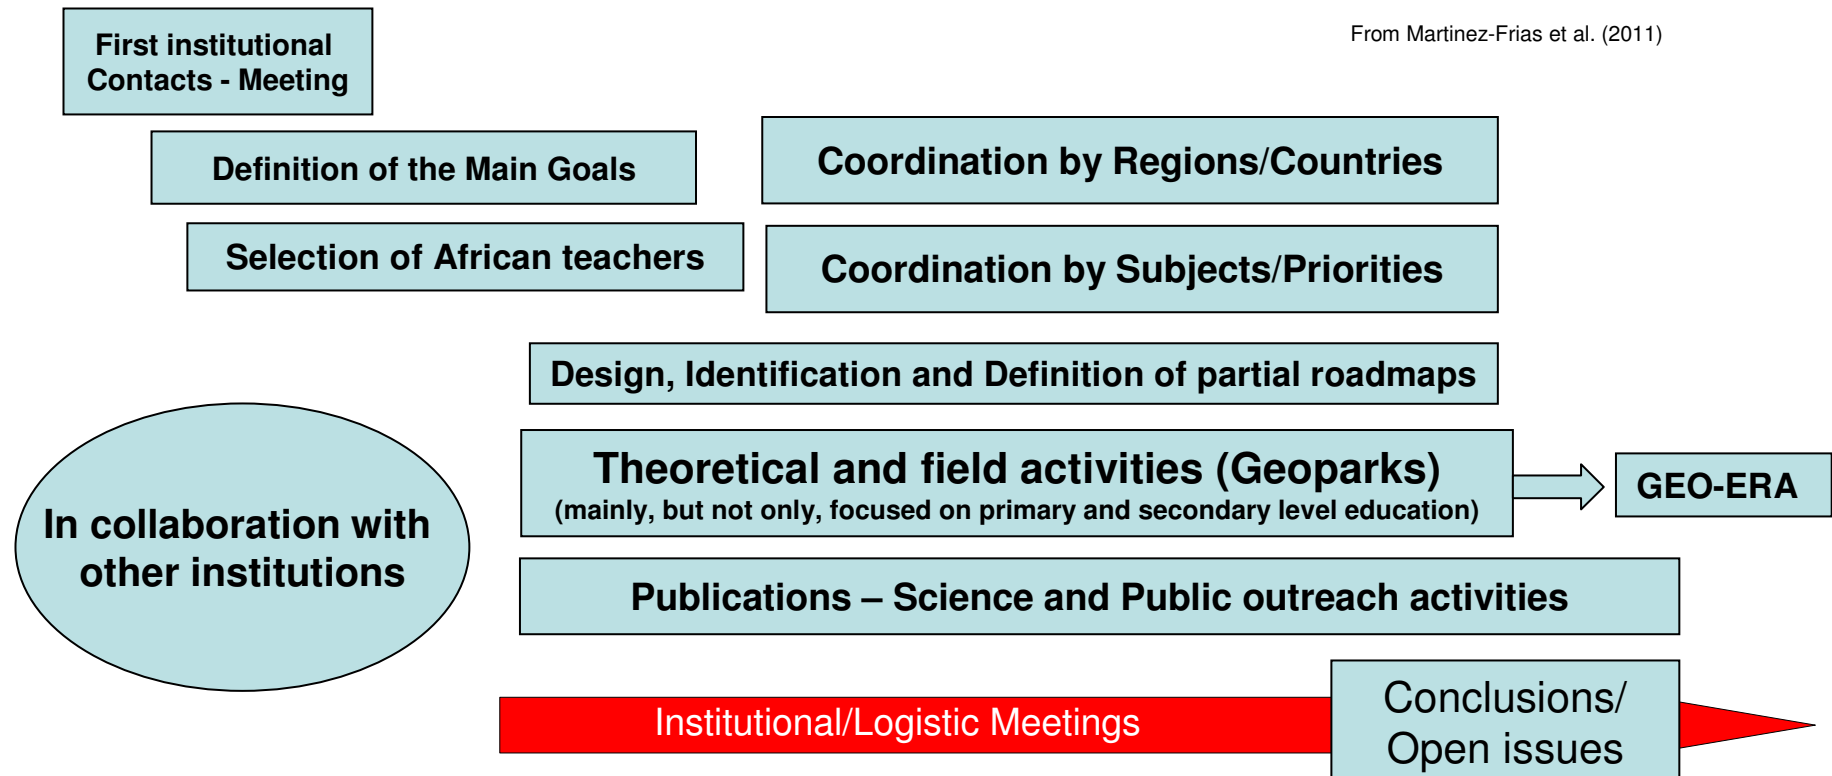 First institutional
Contacts - Meeting
From Martinez-Frias et al. (2011)
Definition of the Main Goals
Coordination by Regions/Countries
Selection of African teachers
Coordination by Subjects/Priorities
Design, Identification and Definition of partial roadmaps
Theoretical and field activities (Geoparks)
(mainly, but not only, focused on primary and secondary level education)
GEO-ERA
In collaboration with
other institutions
Publications – Science and Public outreach activities
Institutional/Logistic Meetings
Conclusions/
Open issues